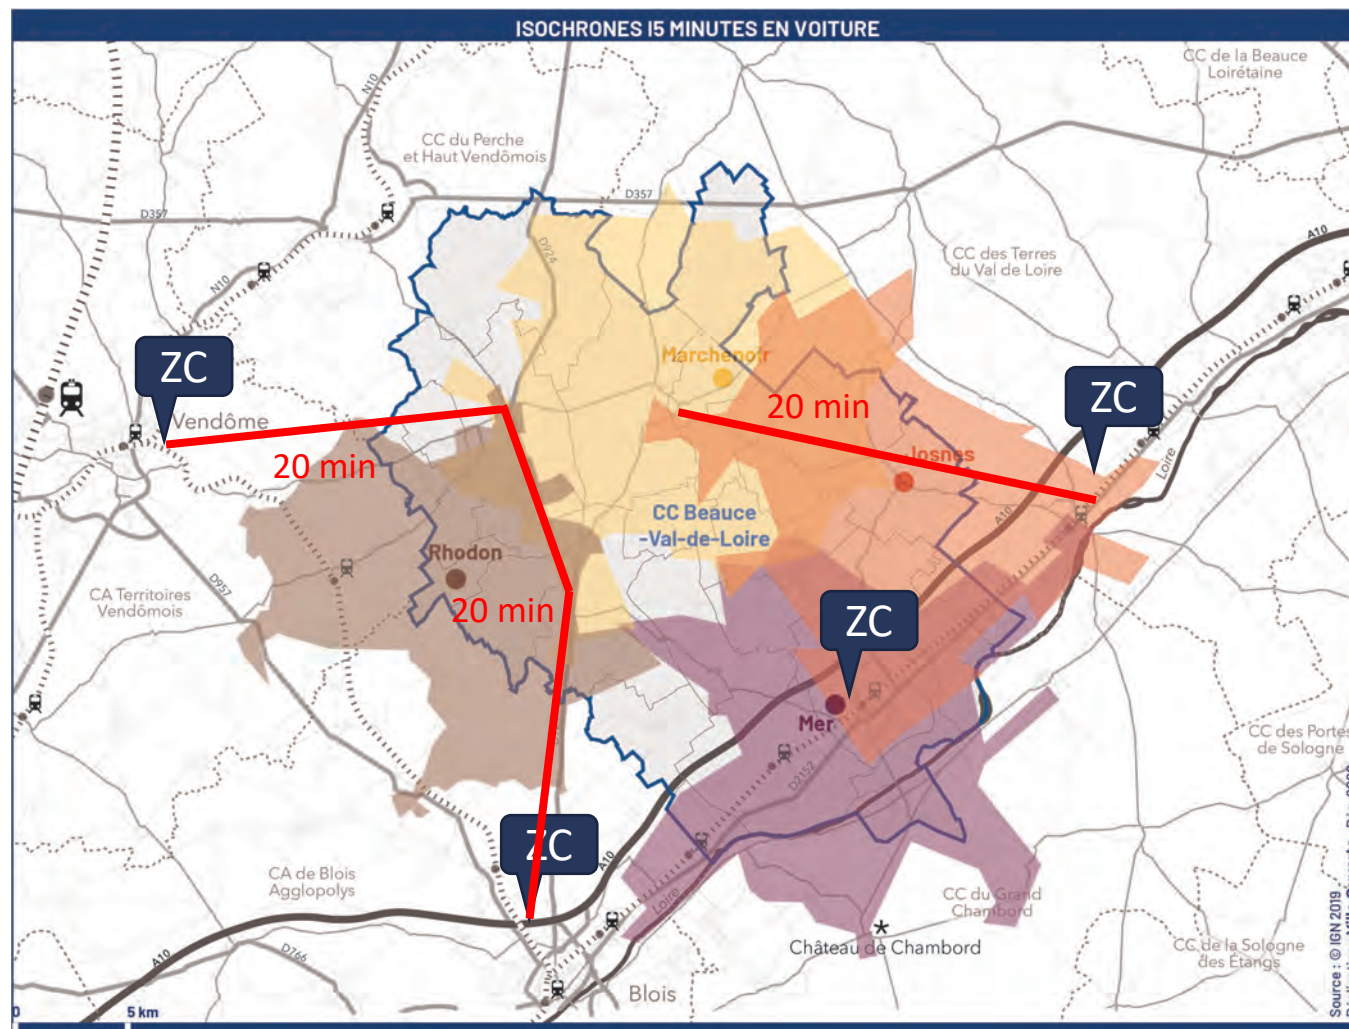 ISOCHRONES 15 MINUTES EN VOITURE
CC de la Beauce
Loirétaine
N10
CC du Perche
et Haut Vendômois
D357
D357
A10
D924
CC des Terres
du Val de Loire
N10
Marchenoir
ZC
ZC
20 min
Vendôme
20 min
Josnes
Loire
CC Beauce
-Val-de-Loire
A10
Rhodon
D957
CA Territoires
Vendômois
20 min
ZC
Mer
CC des Portes
de Sologne
D2152
ZC
A10
CA de Blois
Agglopolys
Loire
CC du Grand
Chambord
*
Château de Chambord
CC de la Sologne
des Étangs
D766
A10
Blois
0
5 km
Source : © IGN 2019